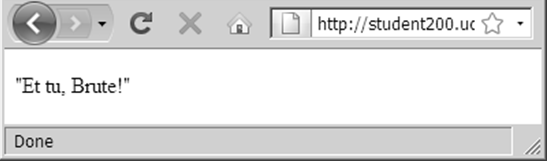 http://student200.uc
"Et tu, Brute!"
Done